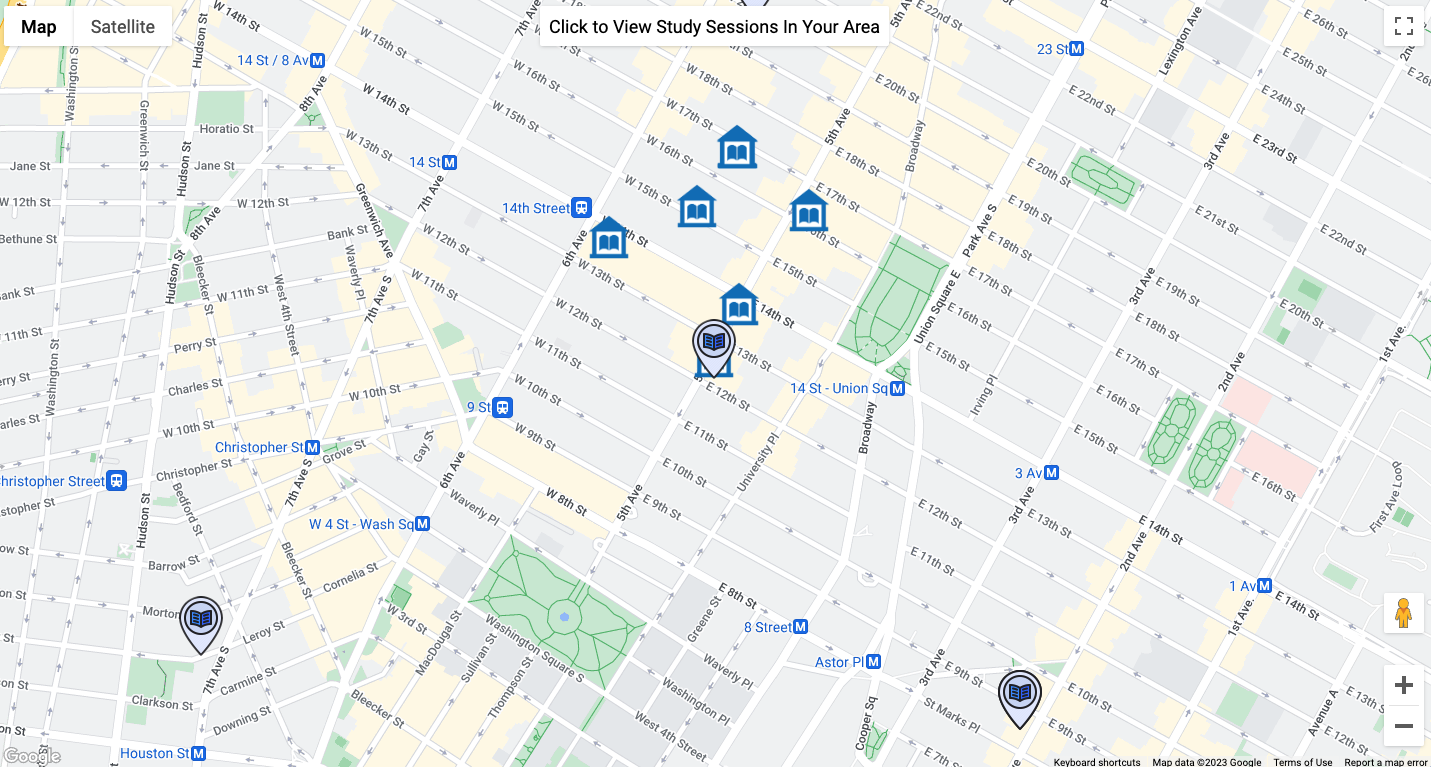 Map
Satellite
Click to View Study Sessions In Your Area
14 St / 8 Av
W 14th St
W 15th St
W 16th St
7th Ave
5th Ave
E 22nd St
23 St
Lexington Ave
E 26th St
E 25th St
E 24th St
E 23rd St
3rd Ave
Hudson St
Washington St
Greenwich St
8th Ave
W 14th St
W 15th St
W 13th St
W 18th St
W 17th St
W 16th St
W 15th St
E 20th St
E 18th St
E 17th St
E 22nd St
E 20th St
E 19th St
E 18th St
E 17th St
E 16th St
E 15th St
E 21st St
E 22nd St
Broadway
5th Ave
Park Ave S
Horatio St
Jane St
Jane St
Hudson St
W 12th St
W 12th St
Bethune St
8th Ave
Greenwich Ave
14 St
7th Ave
14th Street
6th Ave
Bank St
Waverly Pl
Hudson St
Bleecker St
West 4th Street
7th Ave S
W 11th St
W 12th St
W 11th St
W 13th St
W 12th St
W 11th St
W 10th St
W 9th St
W 8th St
E 15th St
E 14th St
Union Square E
3rd Ave
E 20th St
E 19th St
E 18th St
E 17th St
E 16th St
E 15th St
2nd Ave
1st Ave
Perry St
Charles St
W 10th St
W 10th St
Washington St
9 St
Gay St
Christopher St
Christopher St
Grove St
Bedford St
7th Ave S
6th Ave
Waverly Pl
W 4 St - Wash Sq
13th St
E 12th St
E 11th St
E 10th St
E 9th St
5th Ave
University Pl
14 St - Union Sq
Broadway
Irving Pl
3 Av
3rd Ave
E 12th St
E 11th St
E 13th St
E 14th St
2nd Ave
E 16th St
First Ave Loop
Hudson St
Barrow St
Bleecker St
Cornelia St
Leroy St
7th Ave S
Carmine St
Clarkson St
Downing St
Houston St
Bleecker St
W 3rd St
MacDougal St
Sullivan St
Thompson St
Washington Square S
West 4th Street
Washington Pl
Waverly Pl
Greene St
E 8th St
8 Street
Astor Pl
Cooper Sq
3rd Ave
E 9th St
St Marks Pl
E 7th St
E 9th St
E 10th St
1 Av
1st Ave.
E 14th St
E 13th St
E 12th St
Avenue A
Google
Keyboard shortcuts
Map data ©2023 Google
Terms of Use
Report a map error